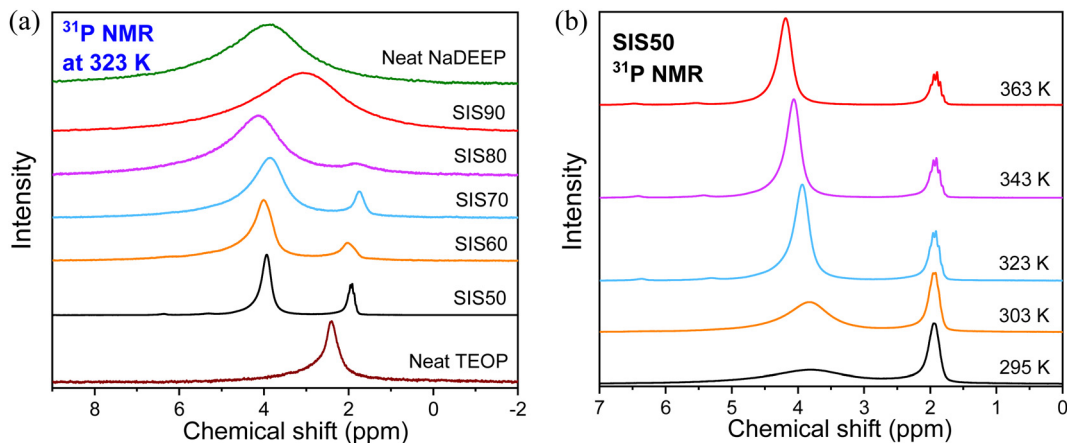 (a)
³¹P NMR
at 323 K
Neat NaDEEP
SIS90
SIS80
SIS70
SIS60
SIS50
Neat TEOP
Intensity
8 6 4 2 0 -2
Chemical shift (ppm)
(b)
SIS50
³¹P NMR
363 K
343 K
323 K
303 K
295 K
Intensity
7 6 5 4 3 2 1 0
Chemical shift (ppm)